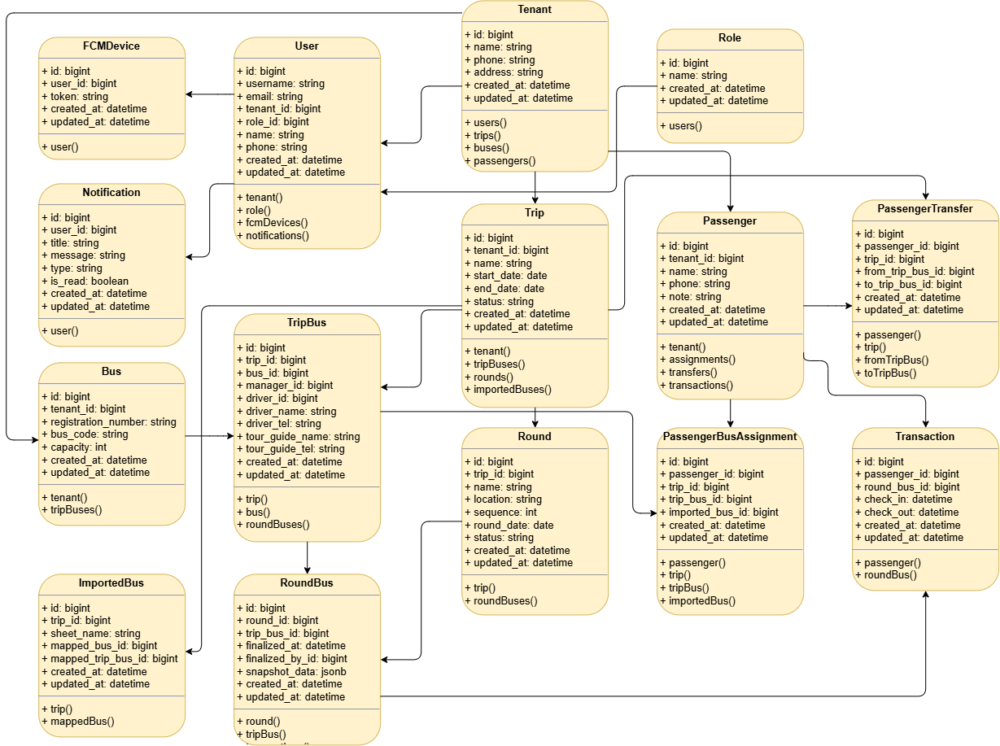 Tenant
+ id: bigint
+ name: string
+ phone: string
+ address: string
+ created_at: datetime
+ updated_at: datetime
+ users()
+ trips()
+ buses()
+ passengers()
FCMDevice
+ id: bigint
+ user_id: bigint
+ token: string
+ created_at: datetime
+ updated_at: datetime
+ user()
User
+ id: bigint
+ username: string
+ email: string
+ tenant_id: bigint
+ role_id: bigint
+ name: string
+ phone: string
+ created_at: datetime
+ updated_at: datetime
+ tenant()
+ role()
+ fcmDevices()
+ notifications()
Role
+ id: bigint
+ name: string
+ created_at: datetime
+ updated_at: datetime
+ users()
Notification
+ id: bigint
+ user_id: bigint
+ title: string
+ message: string
+ type: string
+ is_read: boolean
+ created_at: datetime
+ updated_at: datetime
+ user()
Trip
+ id: bigint
+ tenant_id: bigint
+ name: string
+ start_date: date
+ end_date: date
+ status: string
+ created_at: datetime
+ updated_at: datetime
+ tenant()
+ tripBuses()
+ rounds()
+ importedBuses()
Passenger
+ id: bigint
+ tenant_id: bigint
+ name: string
+ phone: string
+ note: string
+ created_at: datetime
+ updated_at: datetime
+ tenant()
+ assignments()
+ transfers()
+ transactions()
PassengerTransfer
+ id: bigint
+ passenger_id: bigint
+ trip_id: bigint
+ from_trip_bus_id: bigint
+ to_trip_bus_id: bigint
+ created_at: datetime
+ updated_at: datetime
+ passenger()
+ trip()
+ fromTripBus()
+ toTripBus()
Bus
+ id: bigint
+ tenant_id: bigint
+ registration_number: string
+ bus_code: string
+ capacity: int
+ created_at: datetime
+ updated_at: datetime
+ tenant()
+ tripBuses()
TripBus
+ id: bigint
+ trip_id: bigint
+ bus_id: bigint
+ manager_id: bigint
+ driver_id: bigint
+ driver_name: string
+ driver_tel: string
+ tour_guide_name: string
+ tour_guide_tel: string
+ created_at: datetime
+ updated_at: datetime
+ trip()
+ bus()
+ roundBuses()
Round
+ id: bigint
+ trip_id: bigint
+ name: string
+ location: string
+ sequence: int
+ round_date: date
+ status: string
+ created_at: datetime
+ updated_at: datetime
+ trip()
+ roundBuses()
PassengerBusAssignment
+ id: bigint
+ passenger_id: bigint
+ trip_id: bigint
+ trip_bus_id: bigint
+ imported_bus_id: bigint
+ created_at: datetime
+ updated_at: datetime
+ passenger()
+ trip()
+ tripBus()
+ importedBus()
Transaction
+ id: bigint
+ passenger_id: bigint
+ round_bus_id: bigint
+ check_in: datetime
+ check_out: datetime
+ created_at: datetime
+ updated_at: datetime
+ passenger()
+ roundBus()
ImportedBus
+ id: bigint
+ trip_id: bigint
+ sheet_name: string
+ mapped_bus_id: bigint
+ mapped_trip_bus_id: bigint
+ created_at: datetime
+ updated_at: datetime
+ trip()
+ mappedBus()
RoundBus
+ id: bigint
+ round_id: bigint
+ trip_bus_id: bigint
+ finalized_at: datetime
+ finalized_by_id: bigint
+ snapshot_data: jsonb
+ created_at: datetime
+ updated_at: datetime
+ round()
+ tripBus()